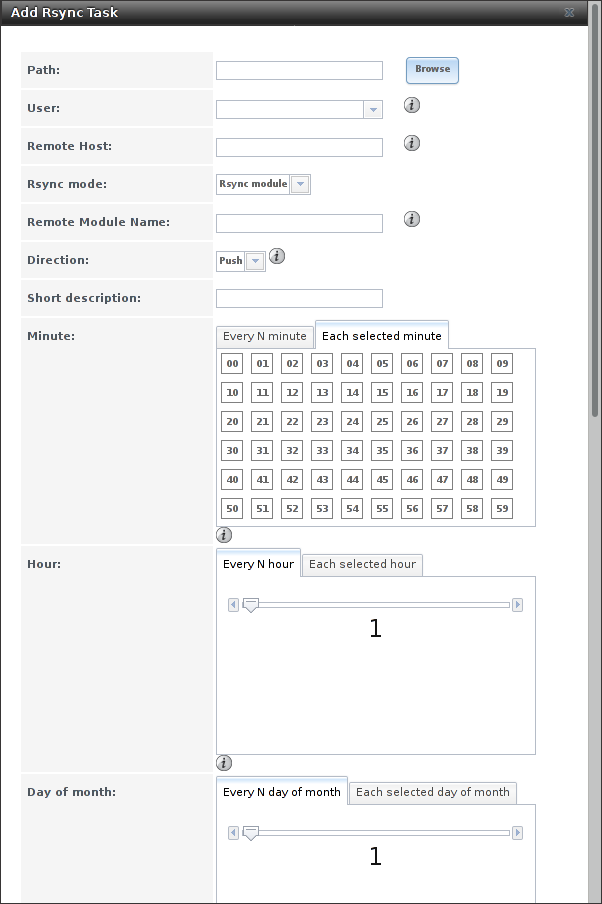 Add Rsync Task
Path:
Browse
User:
Remote Host:
Rsync mode:
Rsync module
Remote Module Name:
Direction:
Push
Short description:
Minute:
Every N minute
Each selected minute
00 01 02 03 04 05 06 07 08 09
10 11 12 13 14 15 16 17 18 19
20 21 22 23 24 25 26 27 28 29
30 31 32 33 34 35 36 37 38 39
40 41 42 43 44 45 46 47 48 49
50 51 52 53 54 55 56 57 58 59
Hour:
Every N hour
Each selected hour
1
Day of month:
Every N day of month
Each selected day of month
1